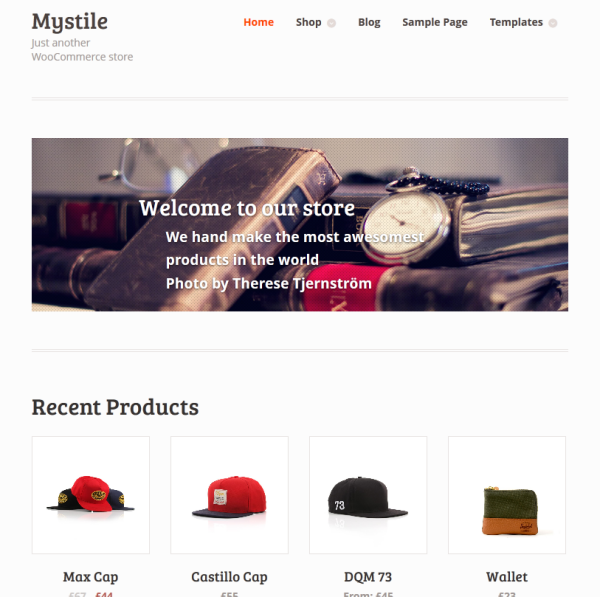 Mystile
Just another
WooCommerce store
Home Shop Blog Sample Page Templates
Welcome to our store
We hand make the most awesomest
products in the world
Photo by Therese Tjernström
Recent Products
73
Max Cap Castillo Cap DQM 73 Wallet
£67 £44 £55 From: £45 £23